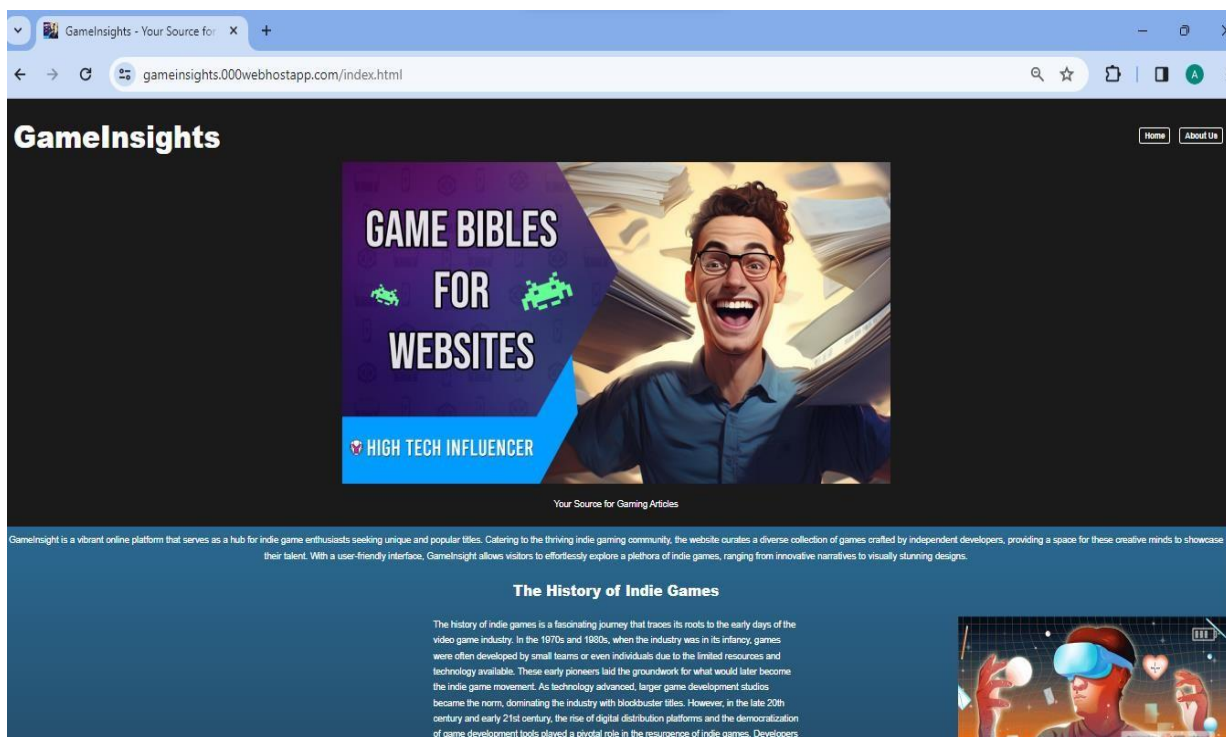 GameInsights - Your Source for
gameinsights.000webhostapp.com/index.html
A
GameInsights
Home
About Us
GAME BIBLES
FOR
WEBSITES
HIGH TECH INFLUENCER
Your Source for Gaming Articles
GameInsight is a vibrant online platform that serves as a hub for indie game enthusiasts seeking unique and popular titles. Catering to the thriving indie gaming community, the website curates a diverse collection of games crafted by independent developers, providing a space for these creative minds to showcase
their talent. With a user-friendly interface, GameInsight allows visitors to effortlessly explore a plethora of indie games, ranging from innovative narratives to visually stunning designs.
The History of Indie Games
The history of indie games is a fascinating journey that traces its roots to the early days of the
video game industry. In the 1970s and 1980s, when the industry was in its infancy, games
were often developed by small teams or even individuals due to the limited resources and
technology available. These early pioneers laid the groundwork for what would later become
the indie game movement. As technology advanced, larger game development studios
became the norm, dominating the industry with blockbuster titles. However, in the late 20th
century and early 21st century, the rise of digital distribution platforms and the democratization
of game development tools played a pivotal role in the resurgence of indie games. Developers